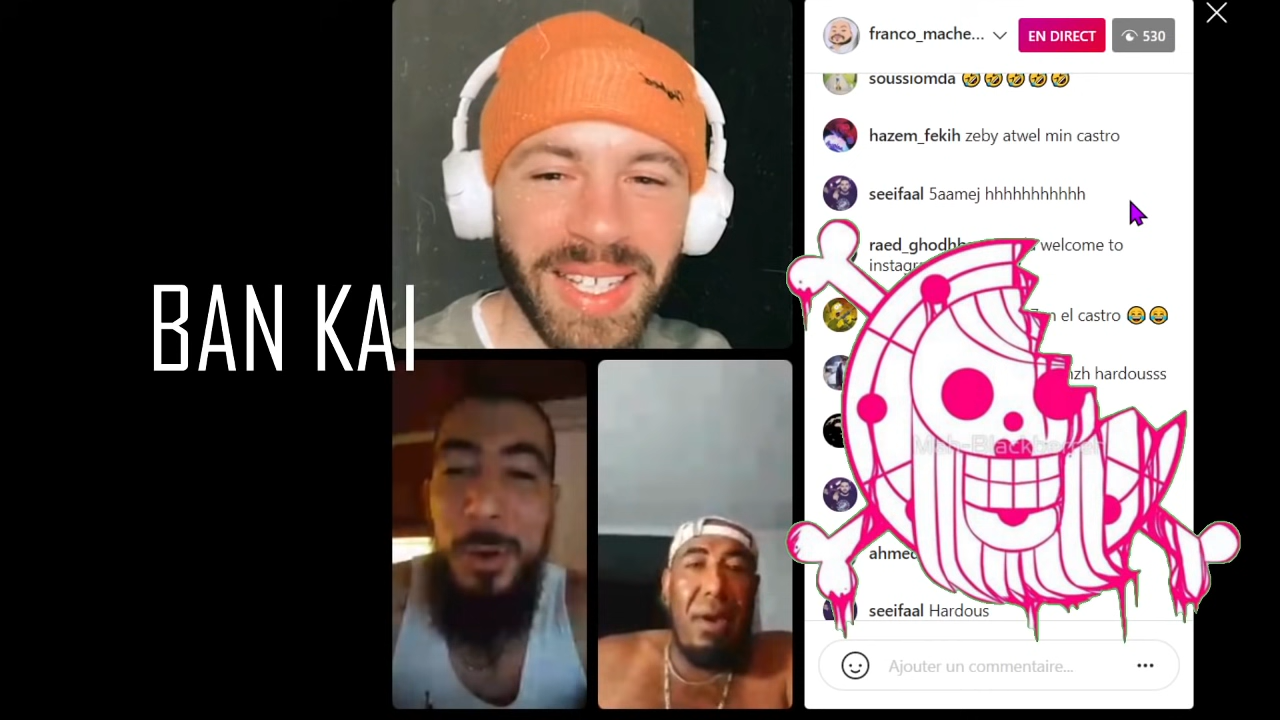 BAN KAI
franco_mache...
EN DIRECT
530
soussiomda 🤣🤣🤣🤣🤣
hazem_fekih zeby atwel min castro
seeifaal 5aamej hhhhhhhhhhh
welcome to
el castro 😂😂
hardousss
seeifaal Hardous
Ajouter un commentaire...